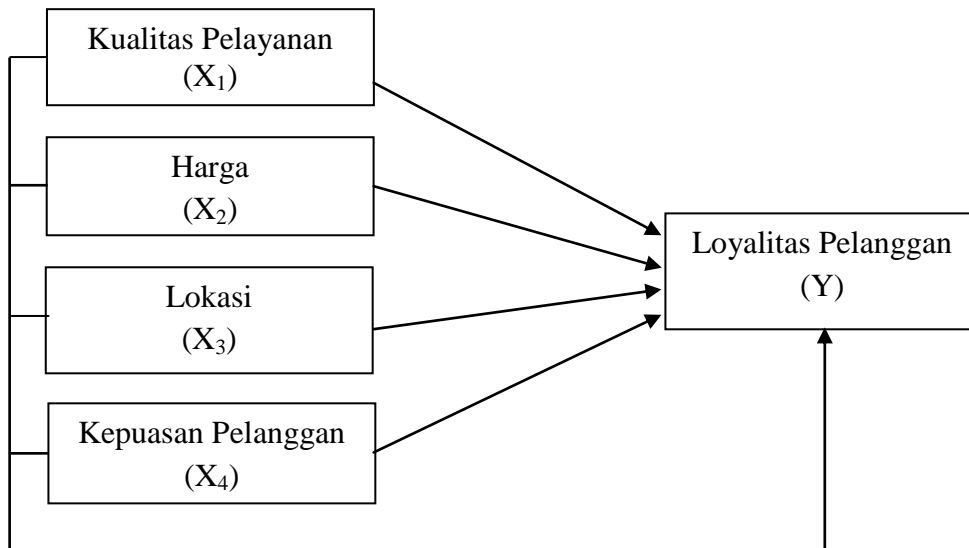 Kualitas Pelayanan
(X₁)
Harga
(X₂)
Lokasi
(X₃)
Kepuasan Pelanggan
(X₄)
Loyalitas Pelanggan
(Y)